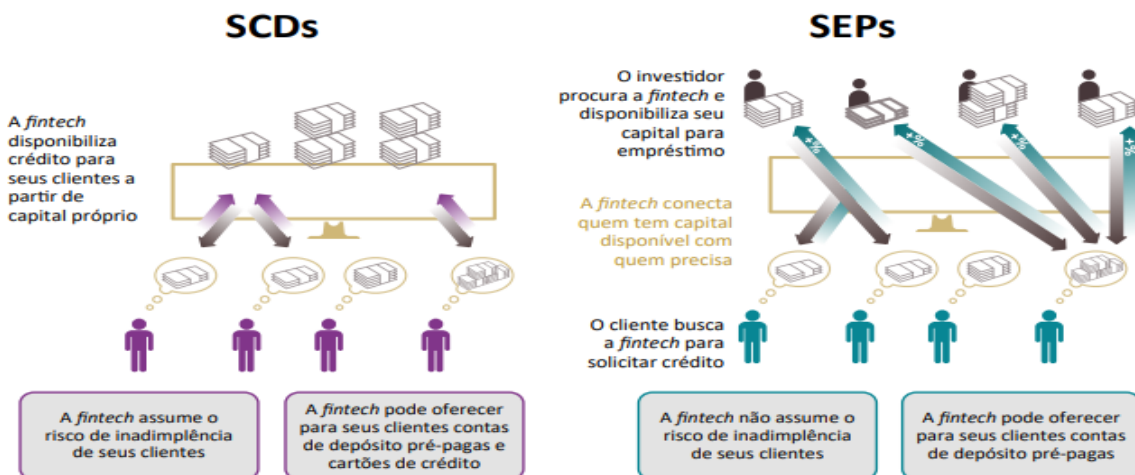 SCDs
A fintech
disponibiliza
crédito para
seus clientes a
partir de
capital próprio
A fintech assume o
risco de inadimplência
de seus clientes
A fintech pode oferecer
para seus clientes contas
de depósito pré-pagas e
cartões de crédito
SEPs
O investidor
procura a fintech e
disponibiliza seu
capital para
empréstimo
+%
+%
+%
+%
A fintech conecta
quem tem capital
disponível com
quem precisa
O cliente busca
a fintech para
solicitar crédito
A fintech não assume o
risco de inadimplência
de seus clientes
A fintech pode oferecer
para seus clientes contas
de depósito pré-pagas